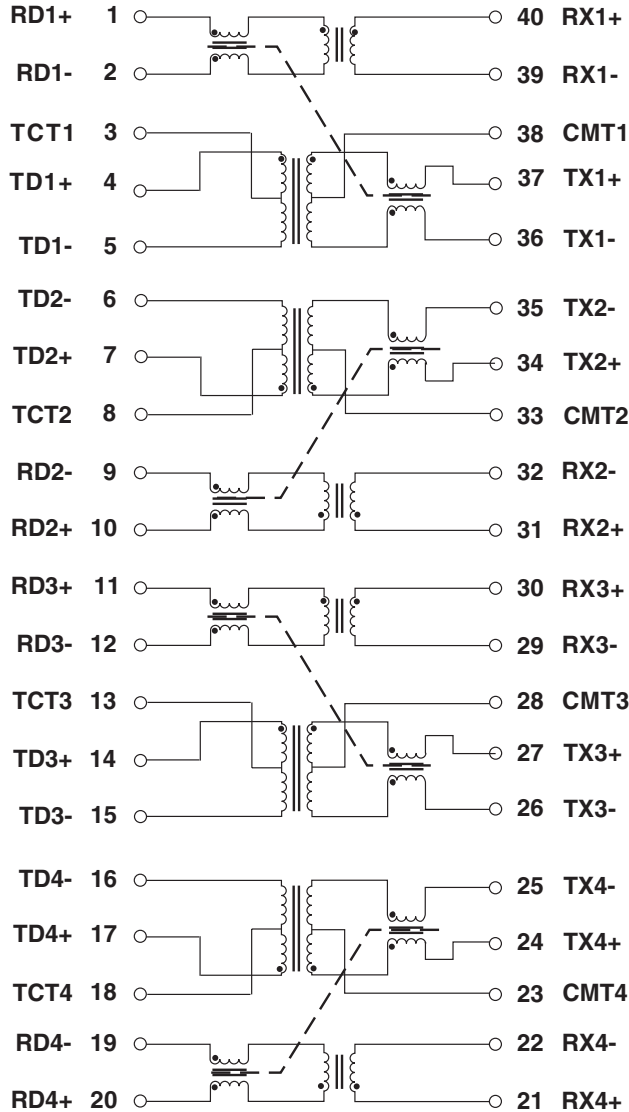 RD1+ 1 40 RX1+
RD1- 2 39 RX1-
TCT1 3 38 CMT1
TD1+ 4 37 TX1+
TD1- 5 36 TX1-
TD2- 6 35 TX2-
TD2+ 7 34 TX2+
TCT2 8 33 CMT2
RD2- 9 32 RX2-
RD2+ 10 31 RX2+
RD3+ 11 30 RX3+
RD3- 12 29 RX3-
TCT3 13 28 CMT3
TD3+ 14 27 TX3+
TD3- 15 26 TX3-
TD4- 16 25 TX4-
TD4+ 17 24 TX4+
TCT4 18 23 CMT4
RD4- 19 22 RX4-
RD4+ 20 21 RX4+